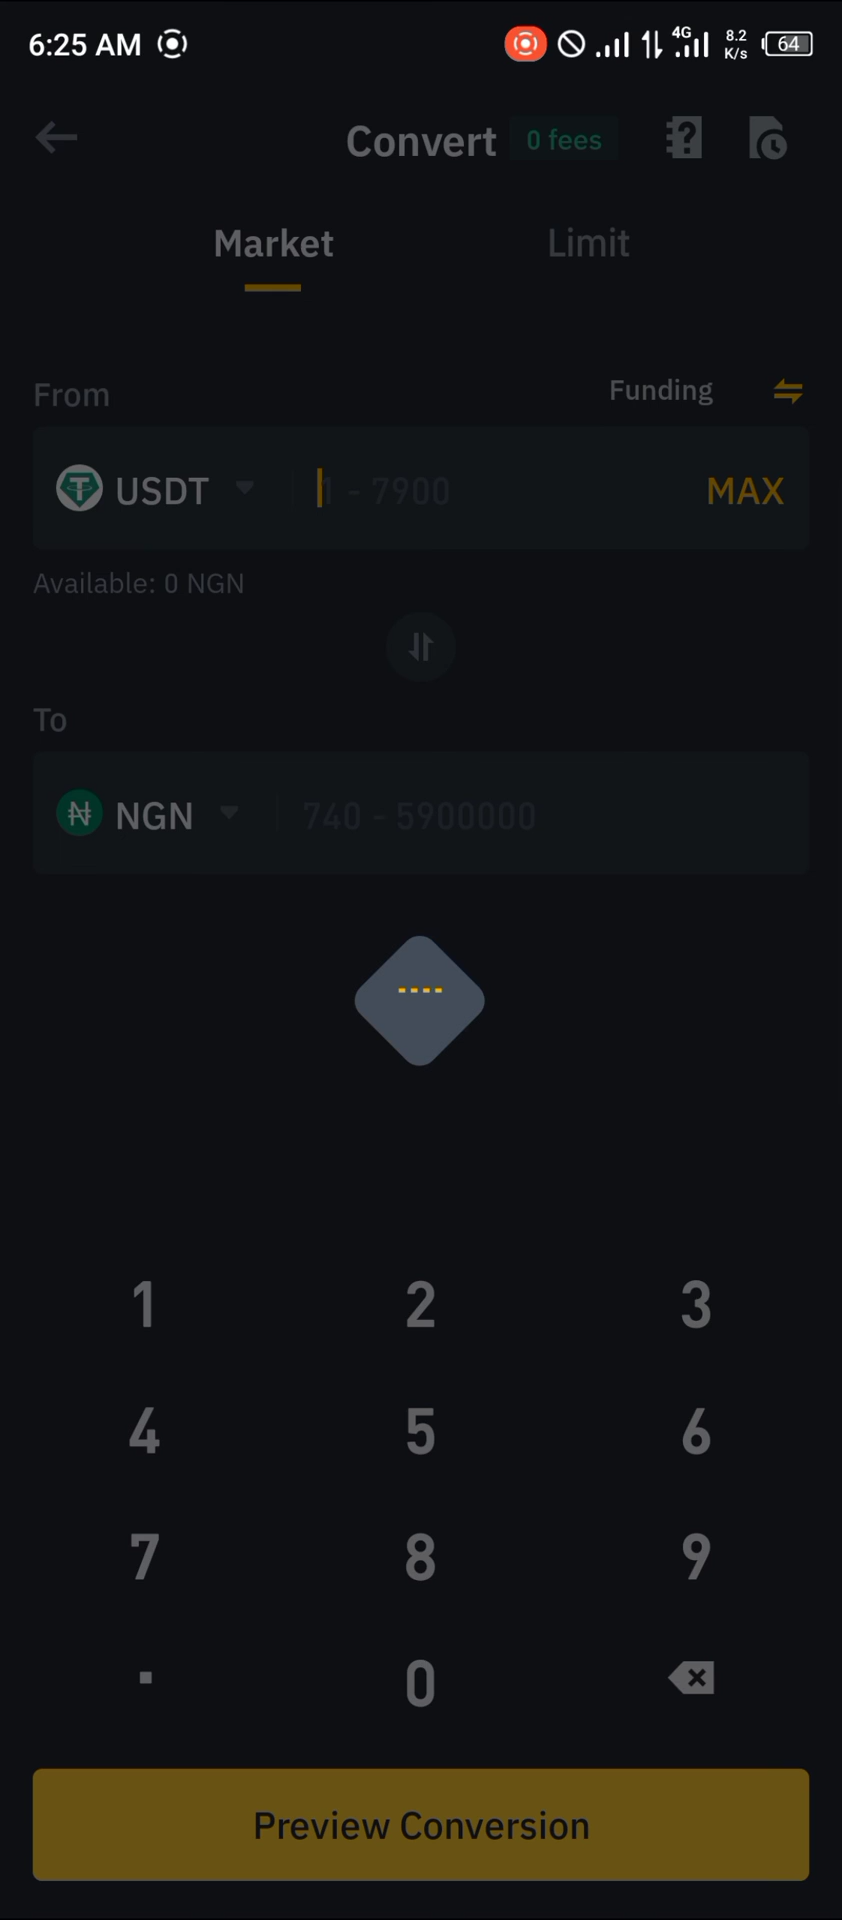 6:25 AM 4G 8.2 K/s 64
Convert 0 fees
Market Limit
From Funding
USDT 1 - 7900 MAX
Available: 0 NGN
To
NGN 740 - 5900000
1 2 3
4 5 6
7 8 9
. 0
Preview Conversion